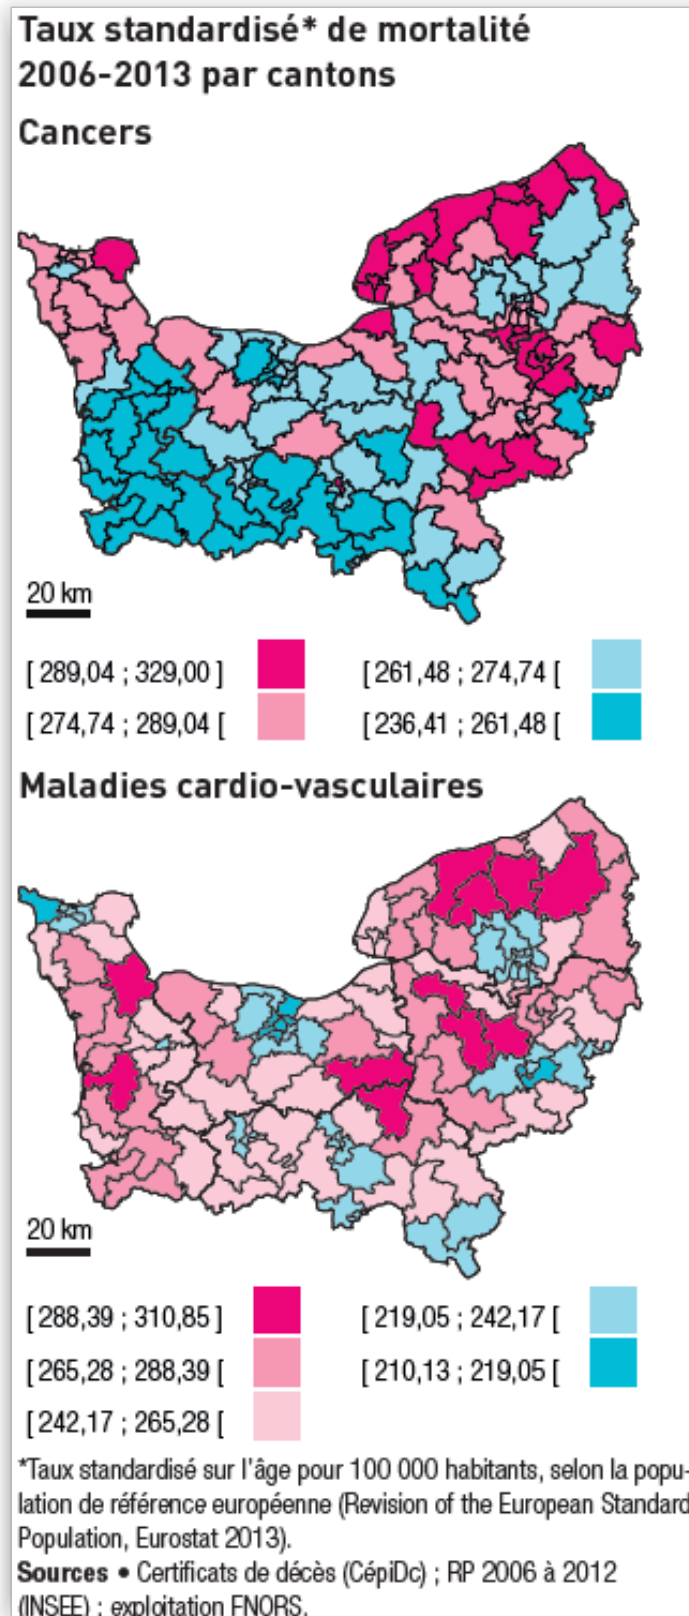 Taux standardisé* de mortalité
2006-2013 par cantons
Cancers
20 km
[ 289,04 ; 329,00 ]
[ 261,48 ; 274,74 [
[ 274,74 ; 289,04 [
[ 236,41 ; 261,48 [
Maladies cardio-vasculaires
20 km
[ 288,39 ; 310,85 ]
[ 219,05 ; 242,17 [
[ 265,28 ; 288,39 [
[ 210,13 ; 219,05 [
[ 242,17 ; 265,28 [
*Taux standardisé sur l'âge pour 100 000 habitants, selon la popu-
lation de référence européenne (Revision of the European Standard
Population, Eurostat 2013).
Sources • Certificats de décès (CépiDc) ; RP 2006 à 2012
(INSEE) ; exploitation FNORS.